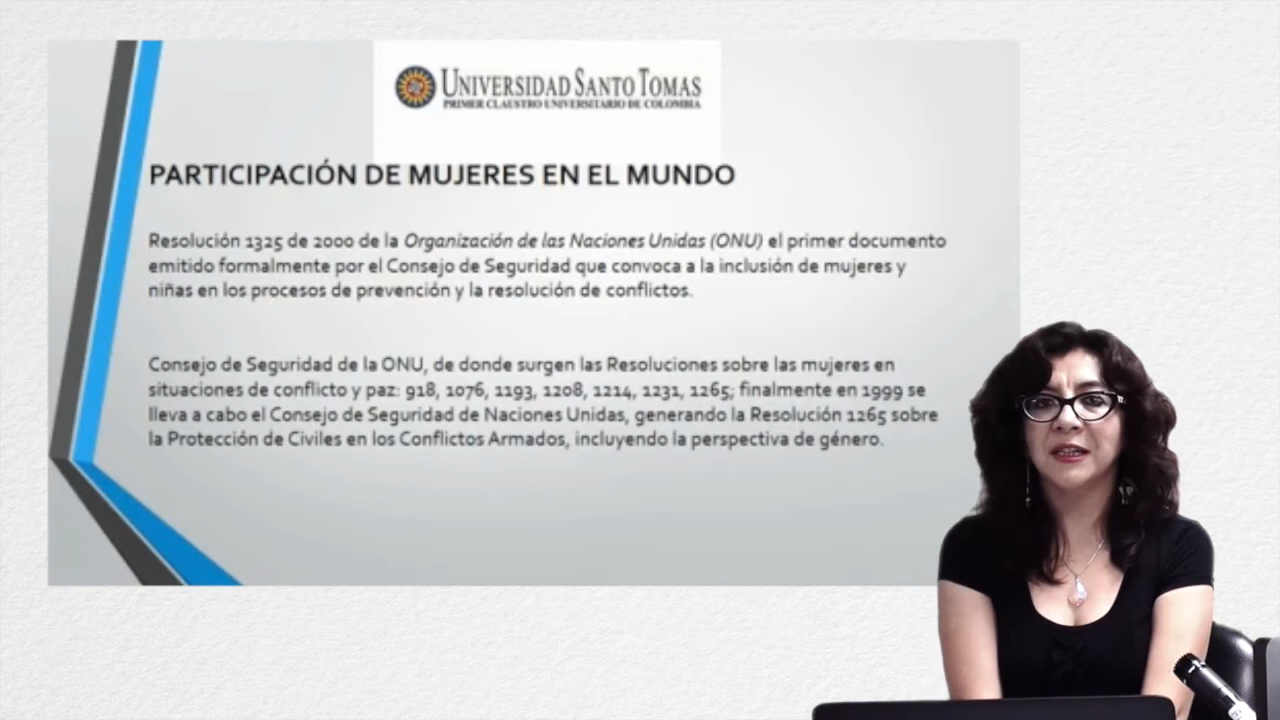 UNIVERSIDAD SANTO TOMAS
PRIMER CLAUSTRO UNIVERSITARIO DE COLOMBIA
PARTICIPACIÓN DE MUJERES EN EL MUNDO
Resolución 1325 de 2000 de la Organización de las Naciones Unidas (ONU) el primer documento
emitido formalmente por el Consejo de Seguridad que convoca a la inclusión de mujeres y
niñas en los procesos de prevención y la resolución de conflictos.
Consejo de Seguridad de la ONU, de donde surgen las Resoluciones sobre las mujeres en
situaciones de conflicto y paz: 918, 1076, 1193, 1208, 1214, 1231, 1265; finalmente en 1999 se
lleva a cabo el Consejo de Seguridad de Naciones Unidas, generando la Resolución 1265 sobre
la Protección de Civiles en los Conflictos Armados, incluyendo la perspectiva de género.